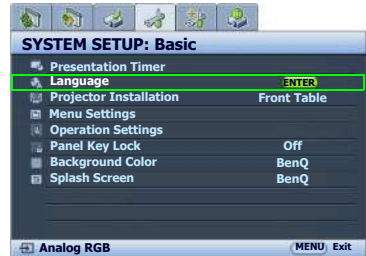 SYSTEM SETUP: Basic
Presentation Timer
Language ENTER
Projector Installation Front Table
Menu Settings
Operation Settings
Panel Key Lock Off
Background Color BenQ
Splash Screen BenQ
Analog RGB MENU Exit